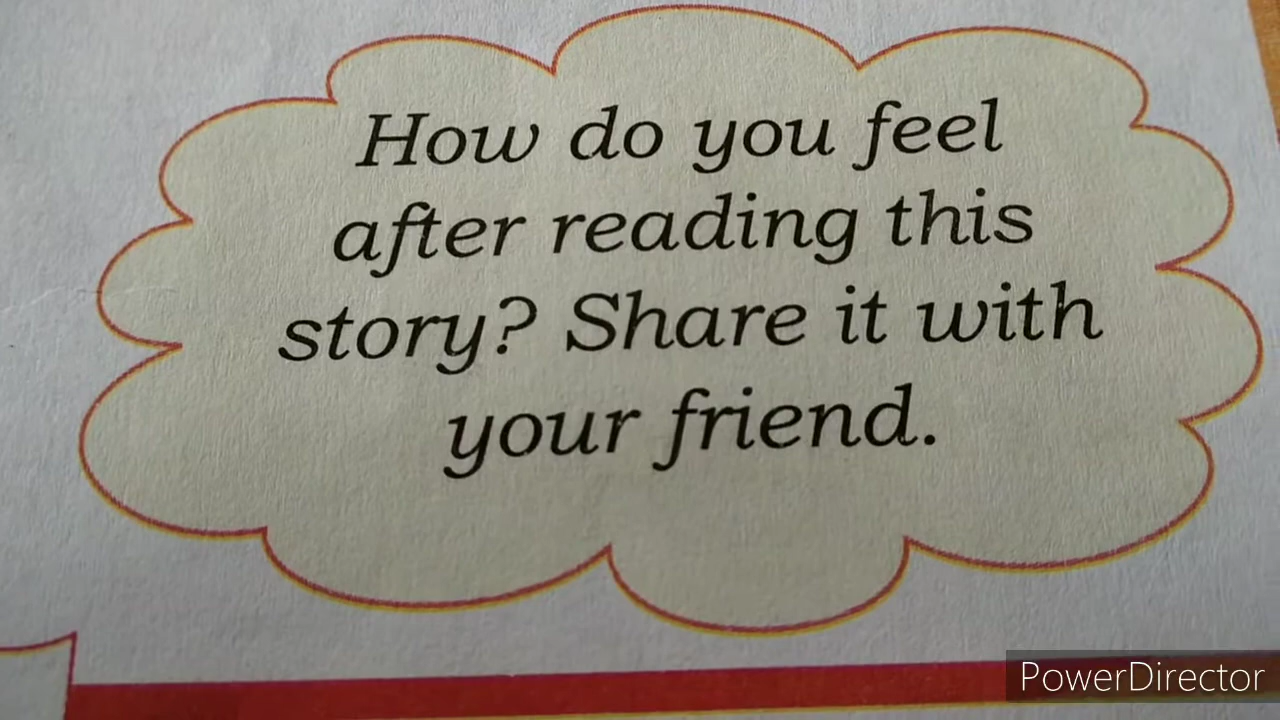 How do you feel
after reading this
story? Share it with
your friend.
PowerDirector